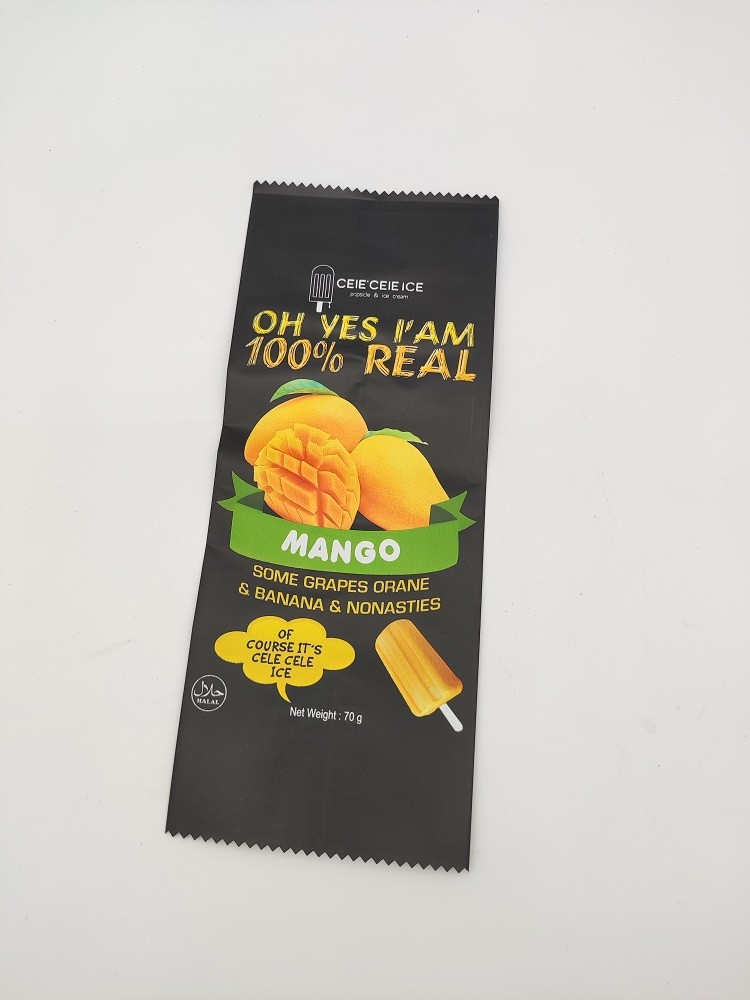 CEIE'CEIE ICE
popsicle & ice cream
OH YES I'AM
100% REAL
MANGO
SOME GRAPES ORANE
& BANANA & NONASTIES
OF
COURSE IT'S
CELE CELE
ICE
حلال
HALAL
Net Weight : 70 g